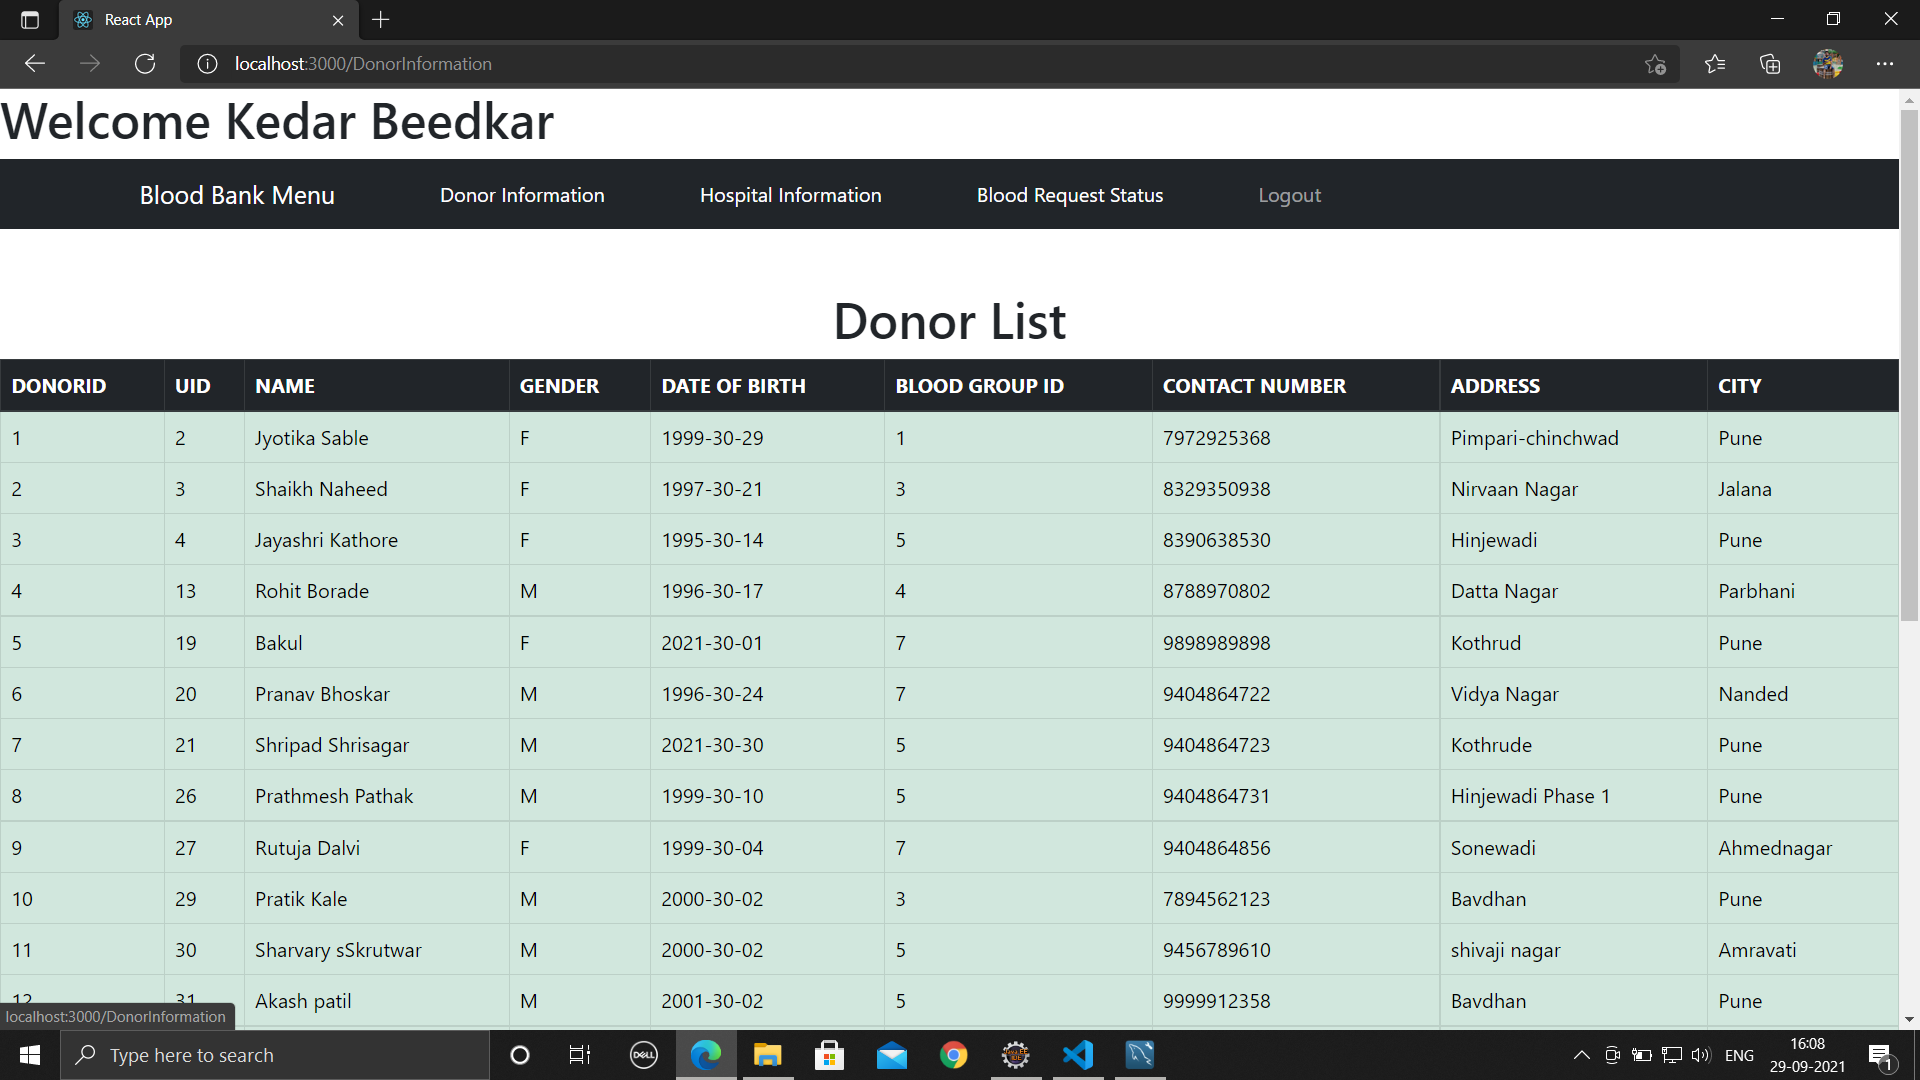 React App
localhost:3000/DonorInformation
Welcome Kedar Beedkar
Blood Bank Menu Donor Information Hospital Information Blood Request Status Logout
Donor List
DONORID UID NAME GENDER DATE OF BIRTH BLOOD GROUP ID CONTACT NUMBER ADDRESS CITY
1 2 Jyotika Sable F 1999-30-29 1 7972925368 Pimpari-chinchwad Pune
2 3 Shaikh Naheed F 1997-30-21 3 8329350938 Nirvaan Nagar Jalana
3 4 Jayashri Kathore F 1995-30-14 5 8390638530 Hinjewadi Pune
4 13 Rohit Borade M 1996-30-17 4 8788970802 Datta Nagar Parbhani
5 19 Bakul F 2021-30-01 7 9898989898 Kothrud Pune
6 20 Pranav Bhoskar M 1996-30-24 7 9404864722 Vidya Nagar Nanded
7 21 Shripad Shrisagar M 2021-30-30 5 9404864723 Kothrude Pune
8 26 Prathmesh Pathak M 1999-30-10 5 9404864731 Hinjewadi Phase 1 Pune
9 27 Rutuja Dalvi F 1999-30-04 7 9404864856 Sonewadi Ahmednagar
10 29 Pratik Kale M 2000-30-02 3 7894562123 Bavdhan Pune
11 30 Sharvary sSkrutwar M 2000-30-02 5 9456789610 shivaji nagar Amravati
12 31 Akash patil M 2001-30-02 5 9999912358 Bavdhan Pune
localhost:3000/DonorInformation
Type here to search
DELL
ENG
16:08
29-09-2021
1